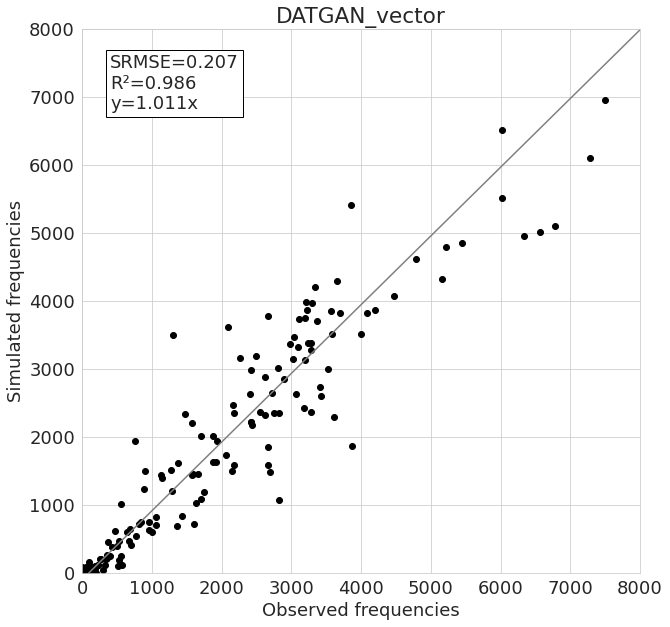 DATGAN_vector
8000
7000
6000
5000
4000
3000
2000
1000
0
Simulated frequencies
SRMSE=0.207
R²=0.986
y=1.011x
0 1000 2000 3000 4000 5000 6000 7000 8000
Observed frequencies